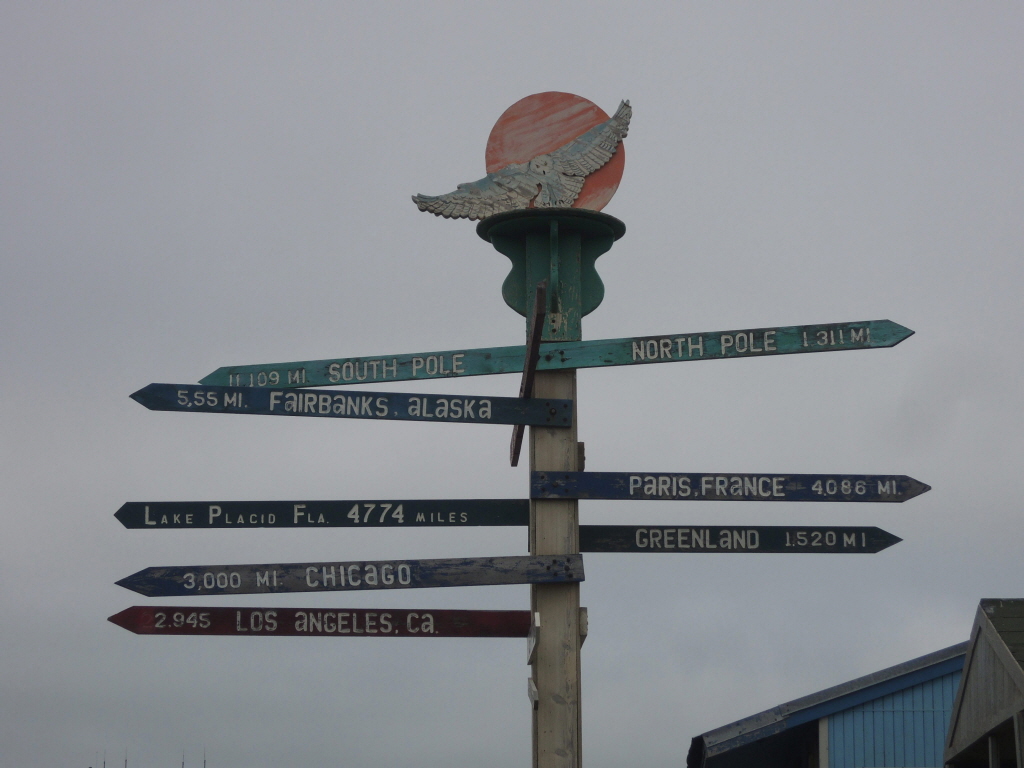 11,109 MI. SOUTH POLE
NORTH POLE 1 311 MI
5,55 MI. FAIRBANKS, ALASKA
PARIS, FRANCE 4,086 MI.
LAKE PLACID FLA. 4774 MILES
GREENLAND 1,520 MI
3,000 MI. CHICAGO
2.945 LOS ANGELES, CA.